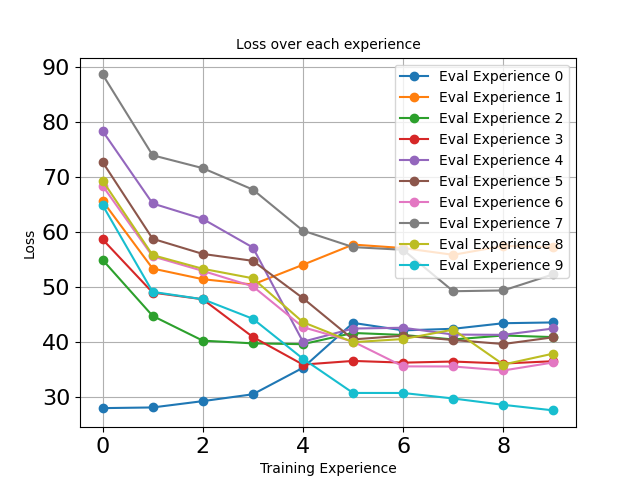 Loss over each experience
90
80
70
60
50
40
30
Loss
Eval Experience 0
Eval Experience 1
Eval Experience 2
Eval Experience 3
Eval Experience 4
Eval Experience 5
Eval Experience 6
Eval Experience 7
Eval Experience 8
Eval Experience 9
0 2 4 6 8
Training Experience